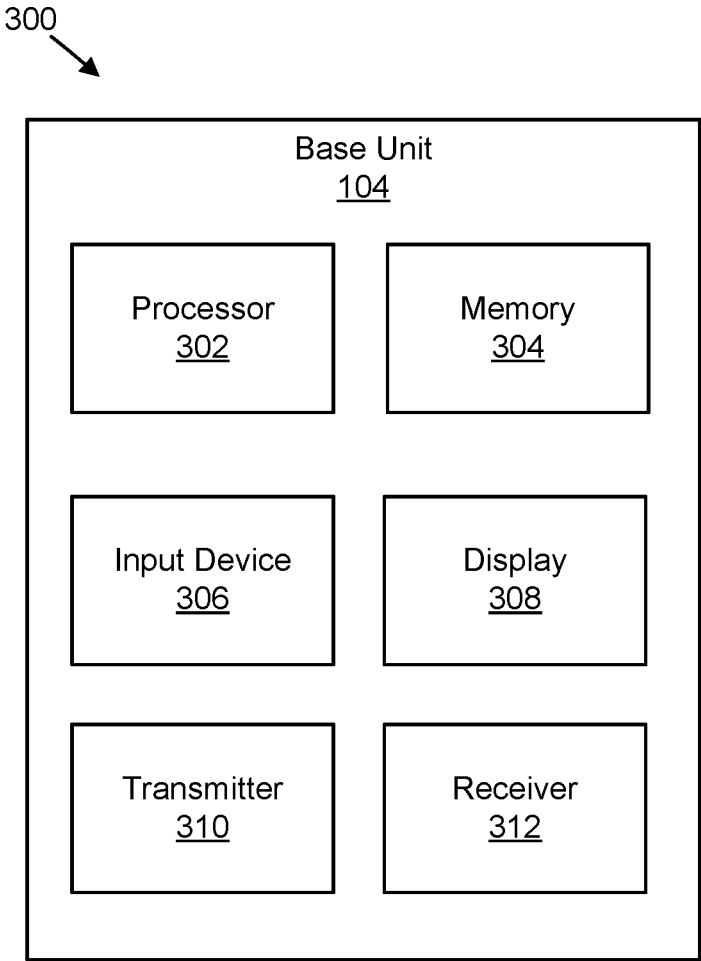 300
Base Unit
104
Processor
302
Memory
304
Input Device
306
Display
308
Transmitter
310
Receiver
312